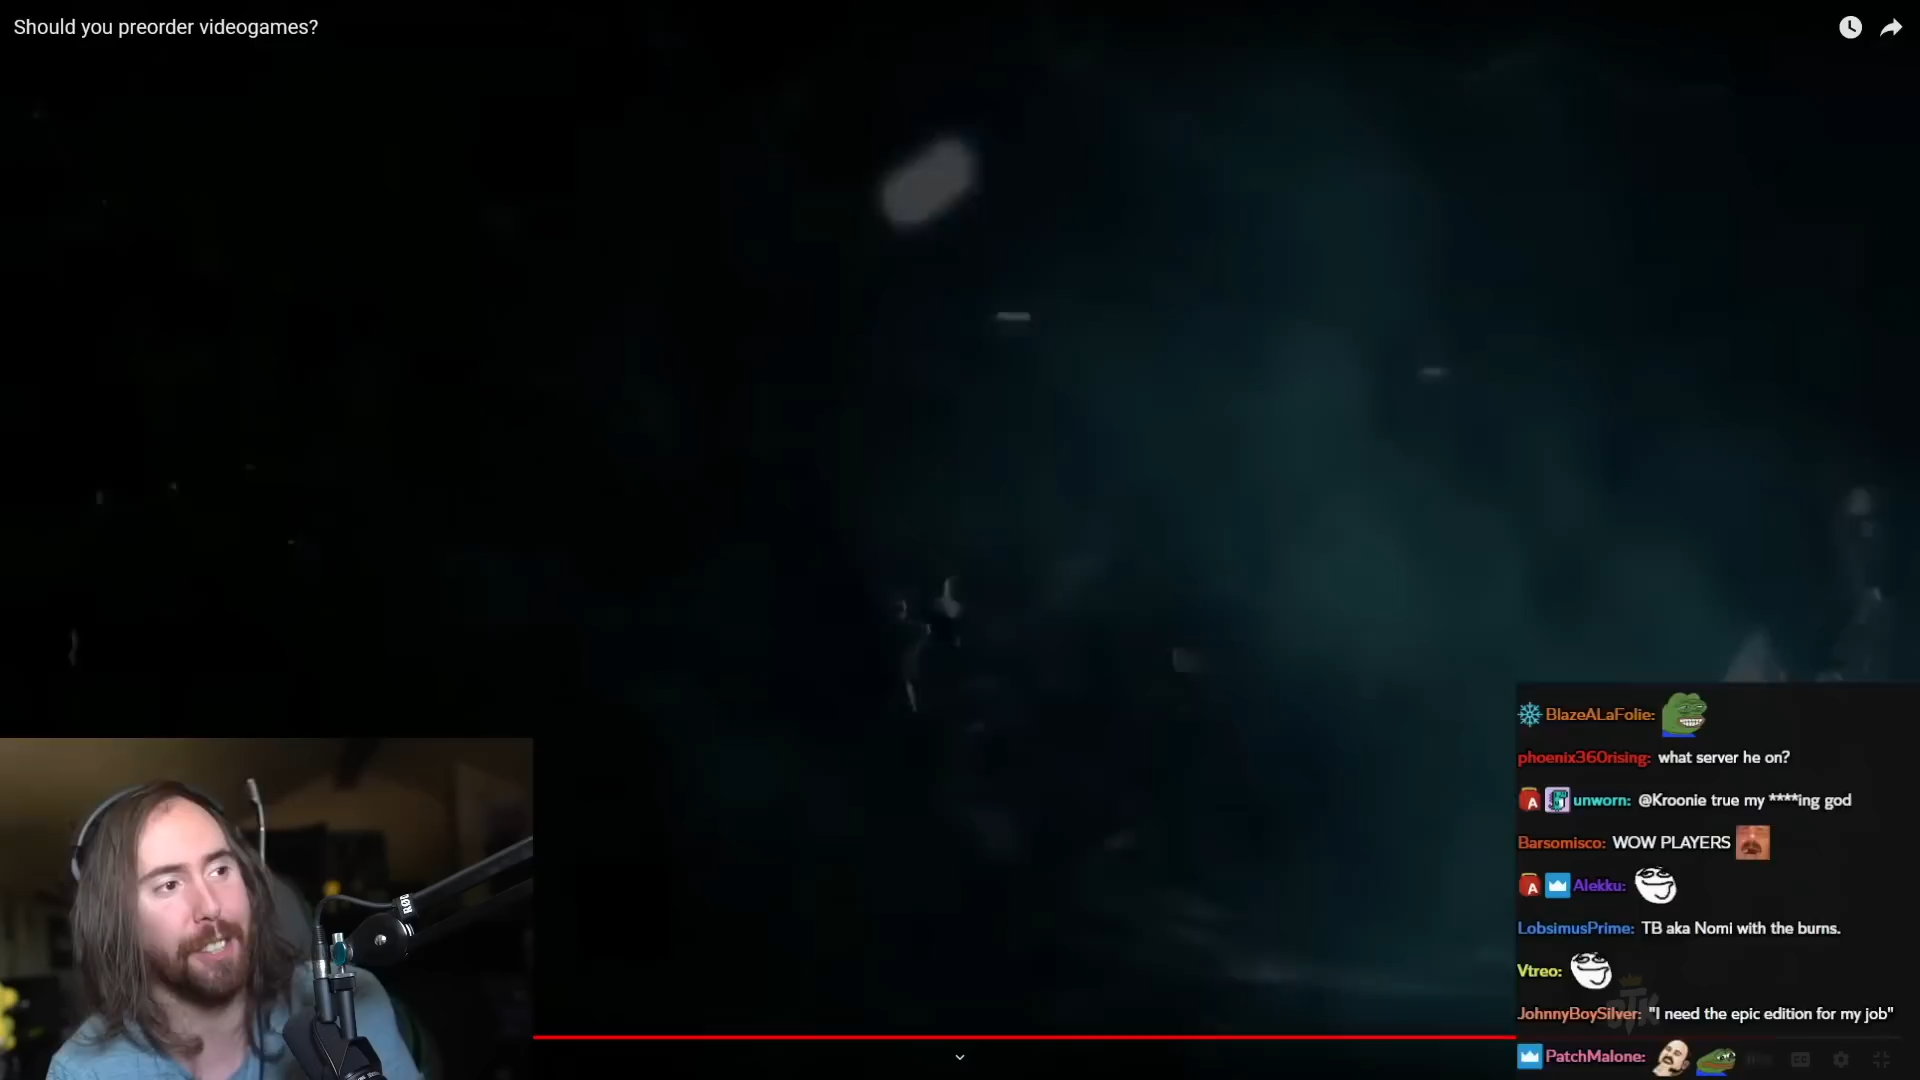 Should you preorder videogames?
BlazeALaFolie:
phoenix360rising: what server he on?
unworn: @Kroonie true my ****ing god
Barsomisco: WOW PLAYERS
Alekku:
LobsimusPrime: TB aka Nomi with the burns.
Vtreo:
JohnnyBoySilver: "I need the epic edition for my job"
PatchMalone:
RØDE